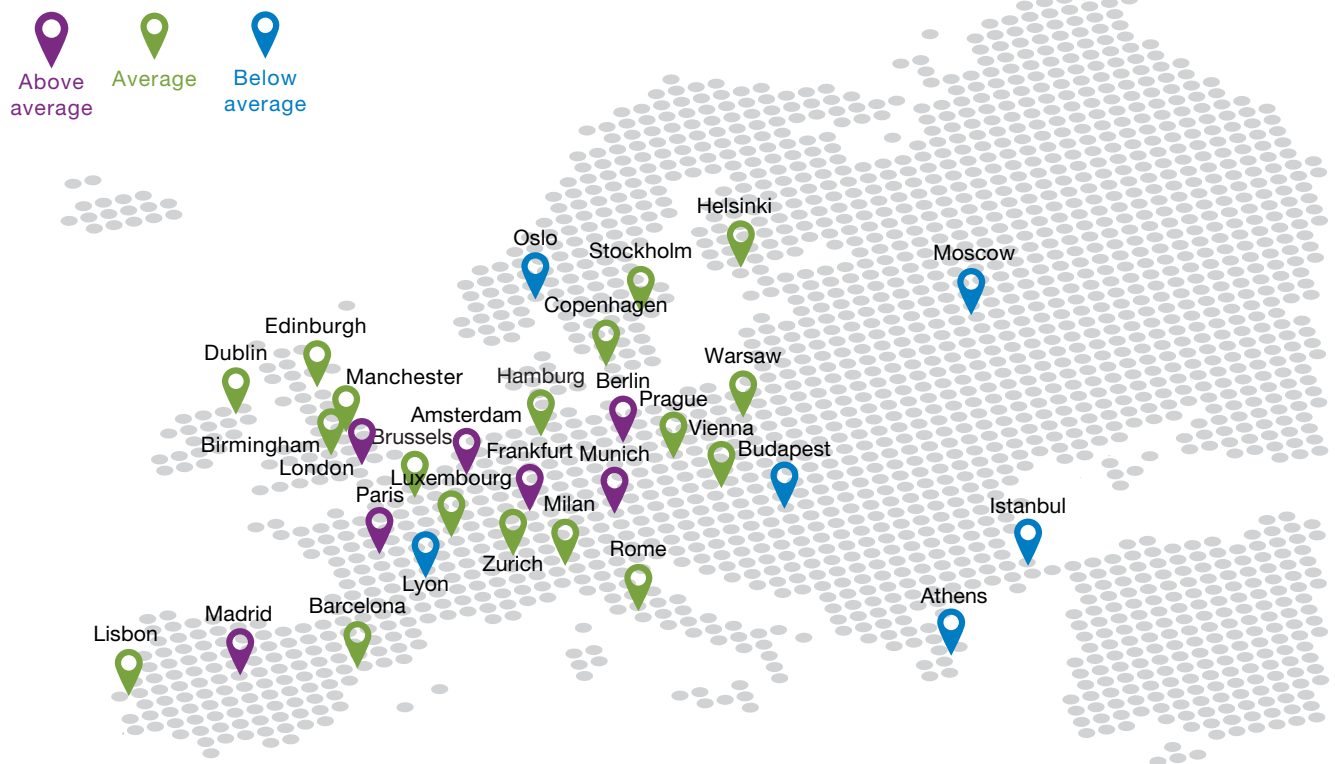 Above
average
Average
Below
average
Helsinki
Oslo
Stockholm
Moscow
Copenhagen
Edinburgh
Dublin
Warsaw
Manchester
Hamburg
Berlin
Prague
Amsterdam
Vienna
Birmingham
Brussels
Budapest
London
Frankfurt
Munich
Luxembourg
Paris
Milan
Istanbul
Rome
Zurich
Lyon
Athens
Barcelona
Madrid
Lisbon